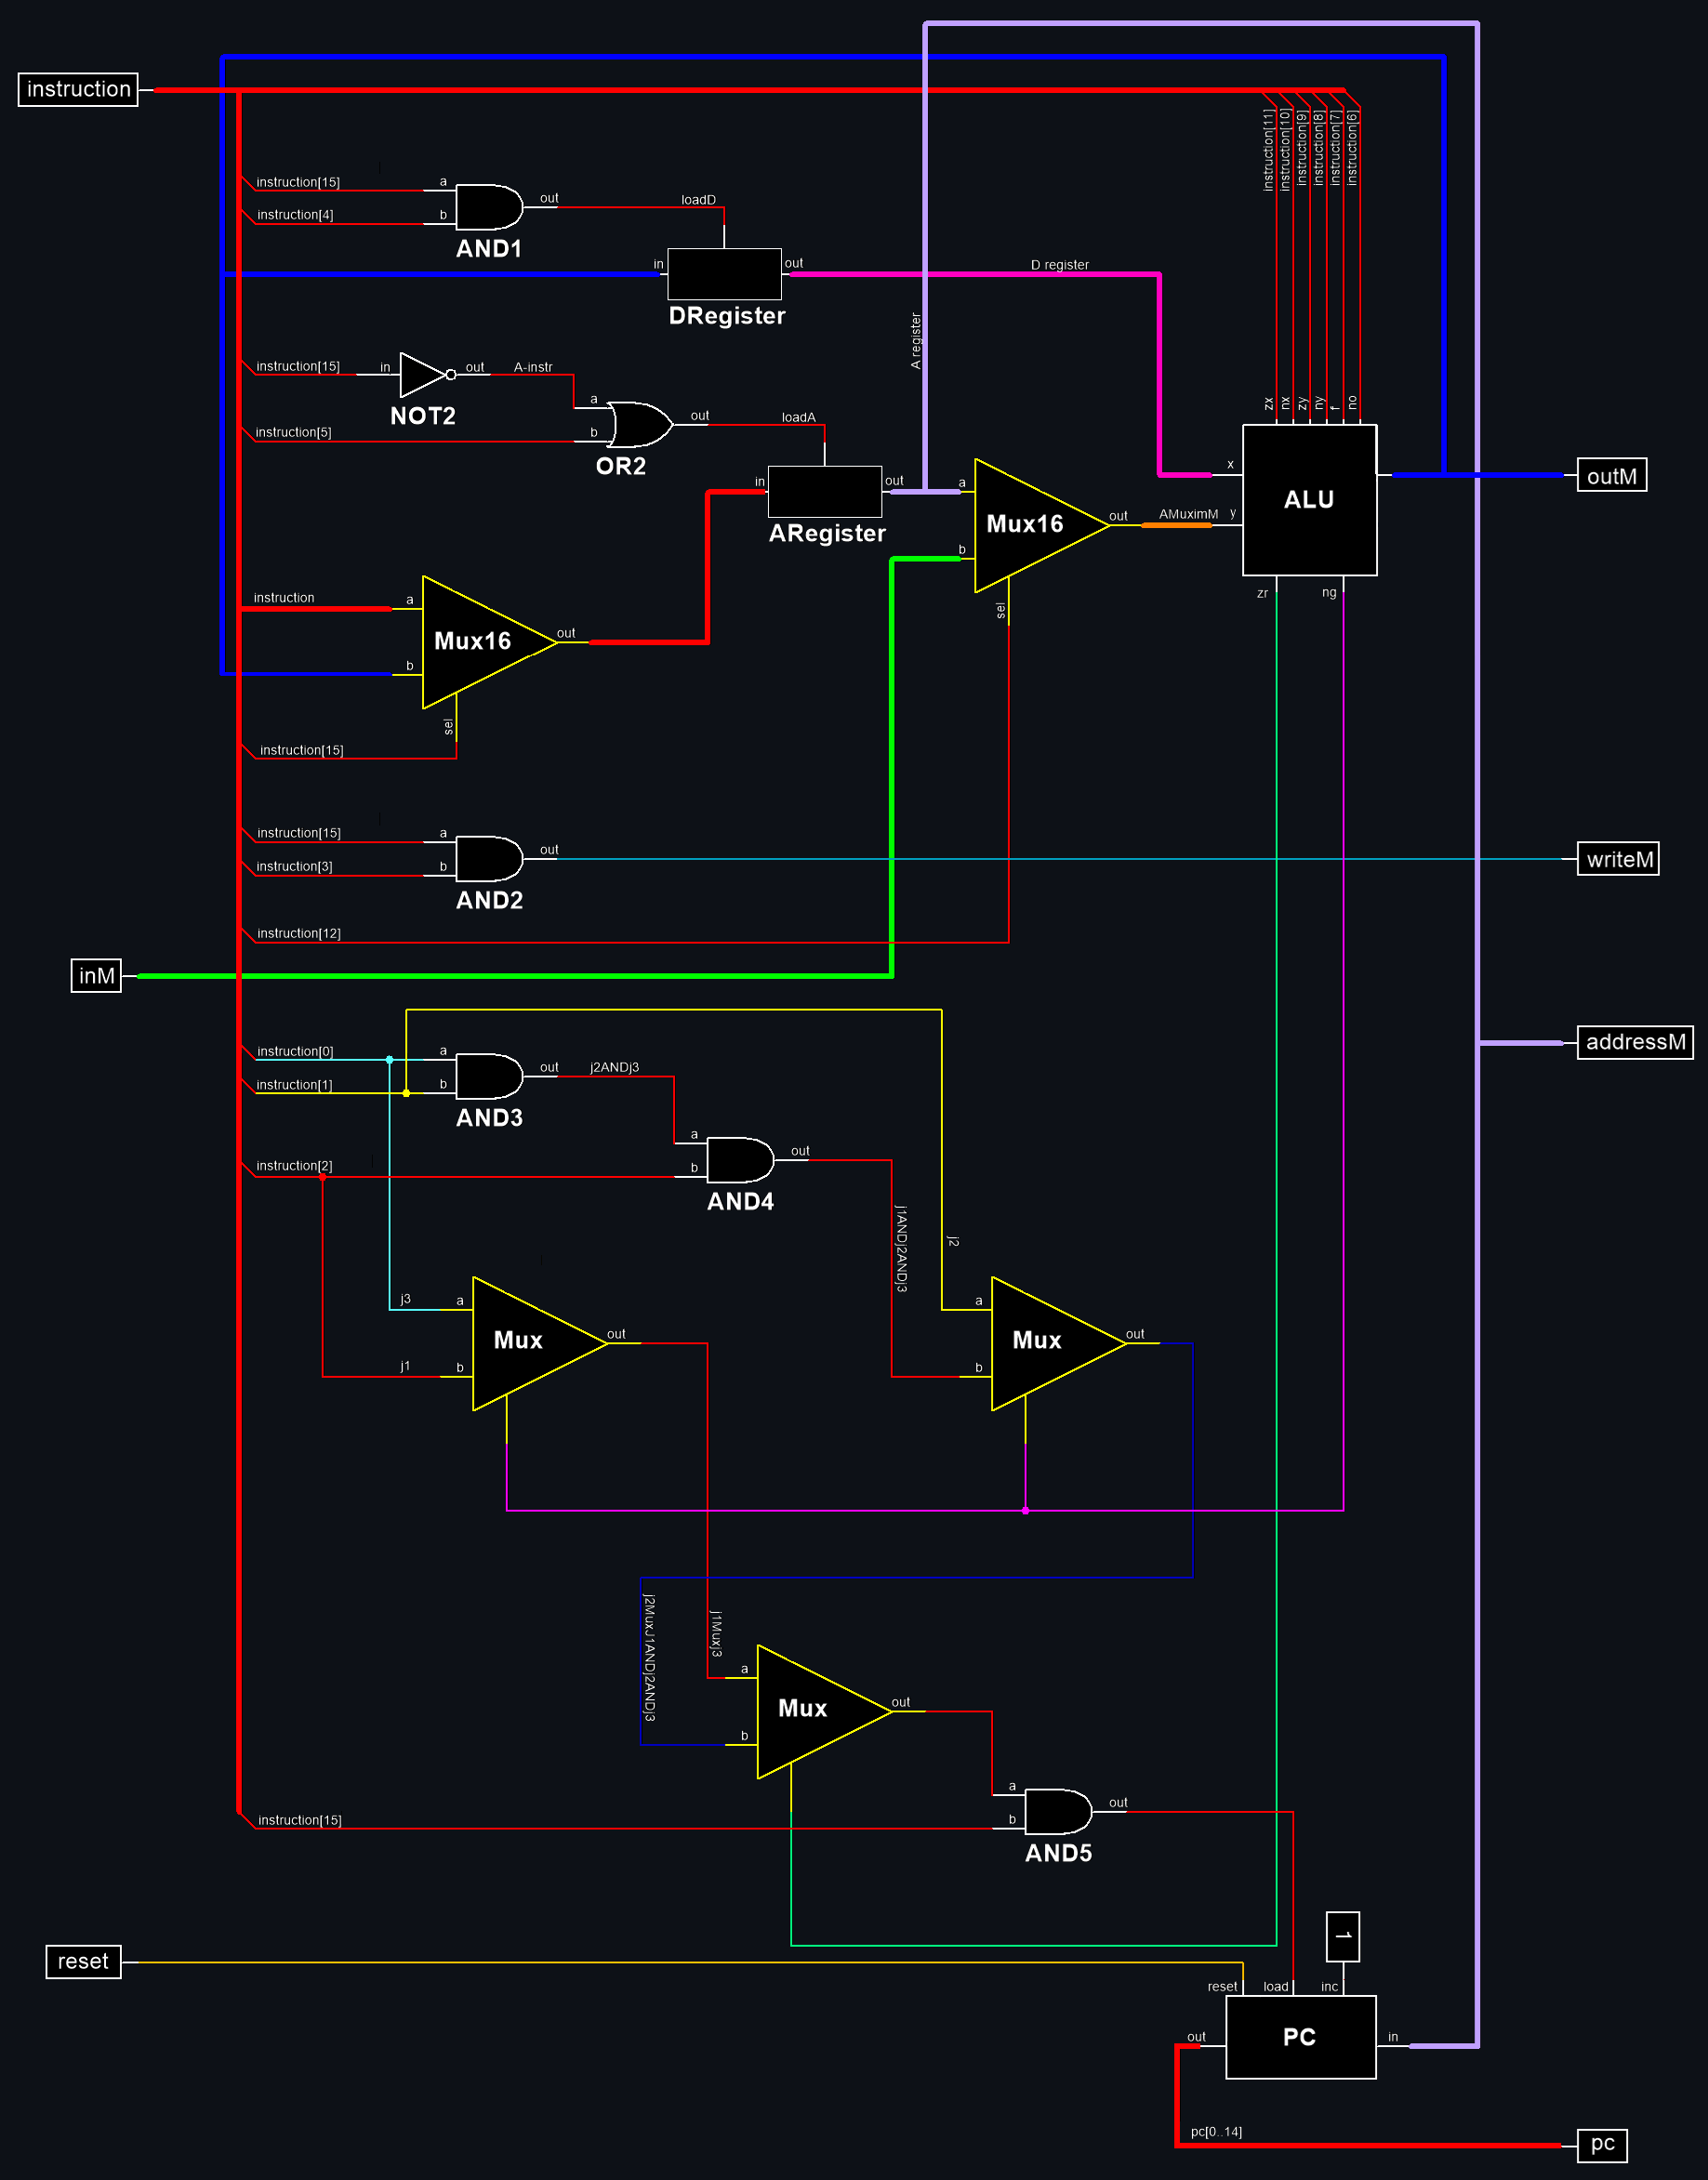 instruction
instruction[11]
instruction[10]
instruction[9]
instruction[8]
instruction[7]
instruction[6]
instruction[15]
a
instruction[4]
b
out
loadD
AND1
in
out
D register
DRegister
A register
instruction[15]
in
out
A-instr
NOT2
a
instruction[5]
b
out
loadA
OR2
zx
nx
zy
ny
f
no
in
out
ARegister
a
Mux16
b
out
sel
AMuximM
x
y
ALU
zr
ng
outM
instruction
a
Mux16
b
out
sel
instruction[15]
instruction[15]
a
instruction[3]
b
out
AND2
writeM
instruction[12]
inM
addressM
instruction[0]
a
instruction[1]
b
out
j2ANDj3
AND3
instruction[2]
a
b
out
AND4
j1ANDj2ANDj3
j2
j3
a
Mux
j1
b
out
a
Mux
b
out
j2MuxJ1ANDj2ANDj3
j1Muxj3
a
Mux
b
out
instruction[15]
a
b
out
AND5
reset
1
reset
load
inc
out
PC
in
pc[0..14]
pc